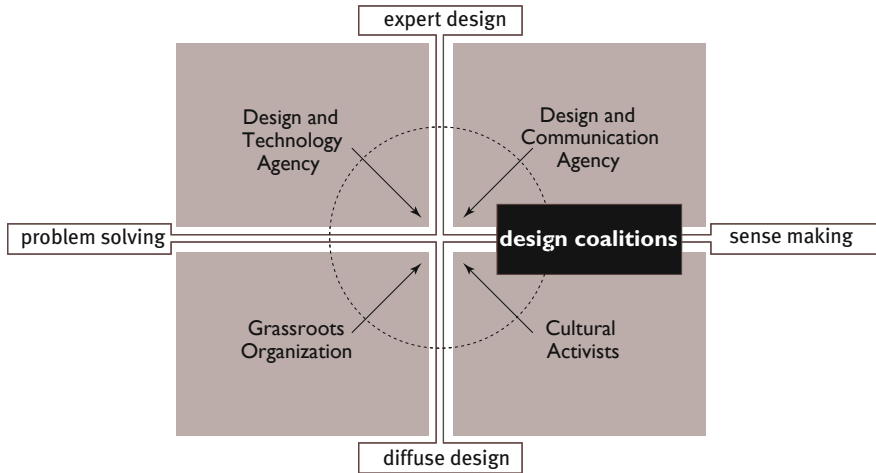 expert design
Design and
Technology
Agency
Design and
Communication
Agency
problem solving
design coalitions
sense making
Grassroots
Organization
Cultural
Activists
diffuse design